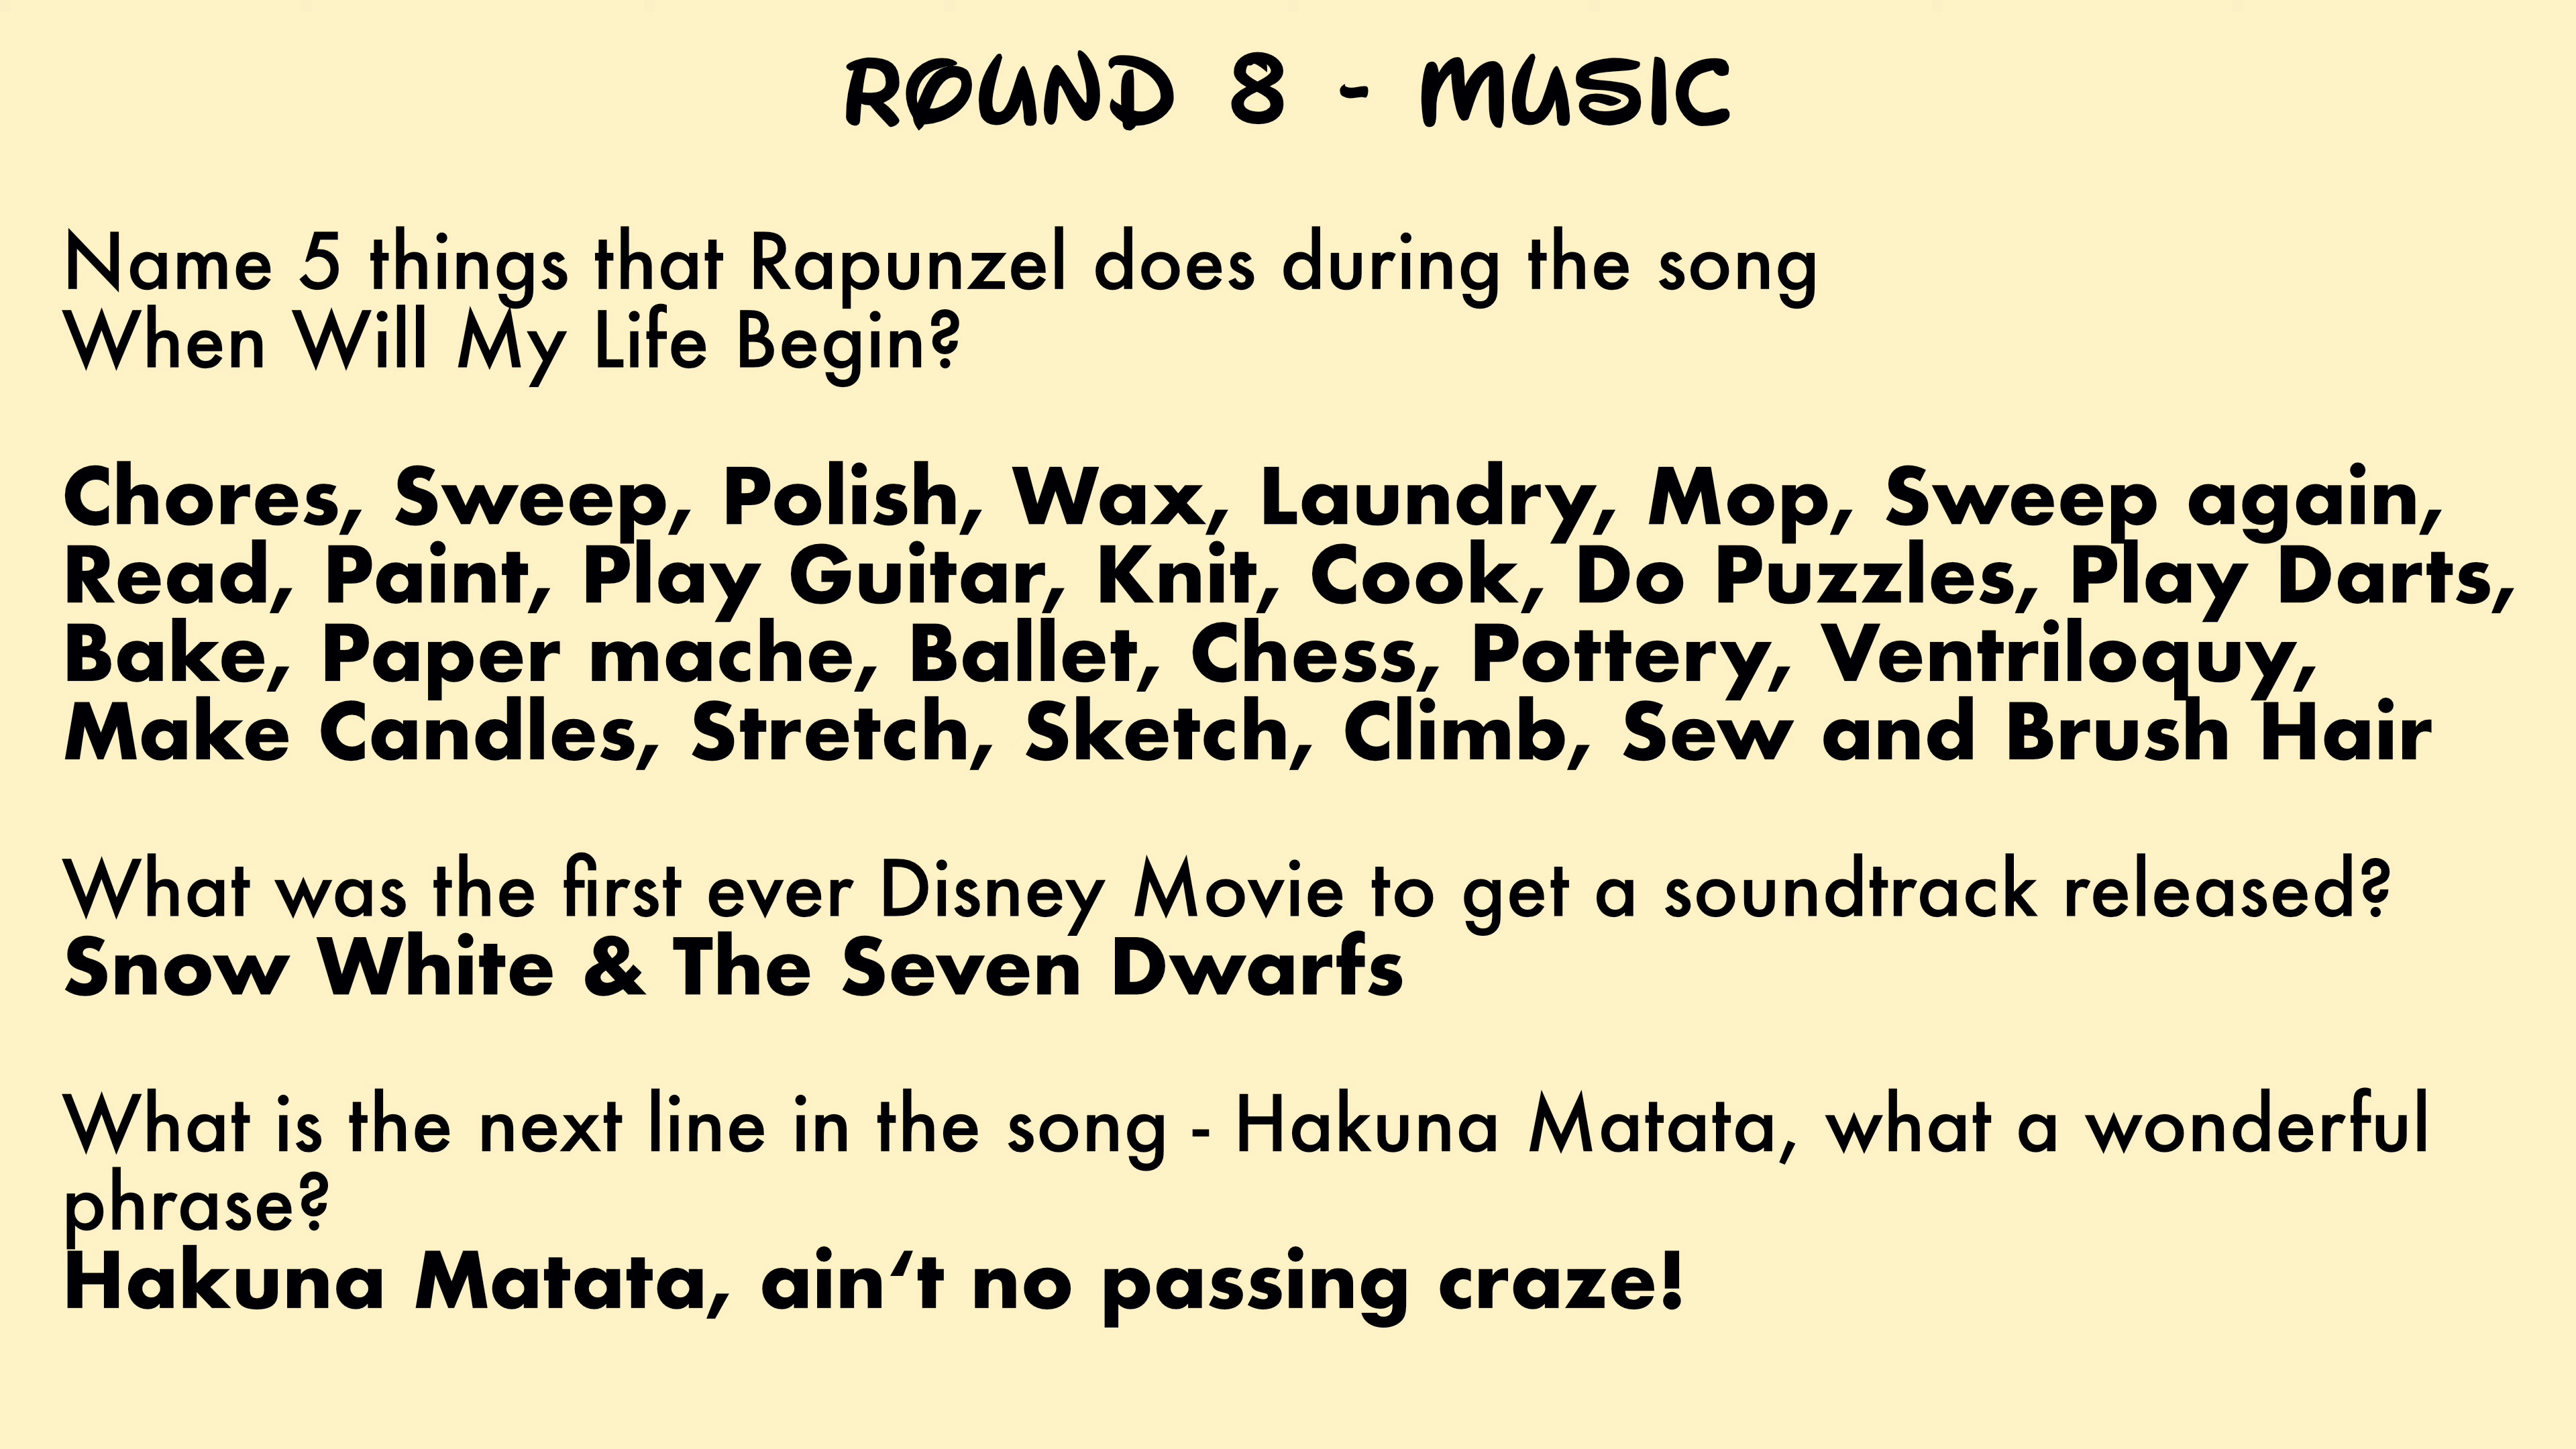 ROUND 8 - MUSIC
Name 5 things that Rapunzel does during the song
When Will My Life Begin?
Chores, Sweep, Polish, Wax, Laundry, Mop, Sweep again,
Read, Paint, Play Guitar, Knit, Cook, Do Puzzles, Play Darts,
Bake, Paper mache, Ballet, Chess, Pottery, Ventriloquy,
Make Candles, Stretch, Sketch, Climb, Sew and Brush Hair
What was the first ever Disney Movie to get a soundtrack released?
Snow White & The Seven Dwarfs
What is the next line in the song - Hakuna Matata, what a wonderful
phrase?
Hakuna Matata, ain‘t no passing craze!